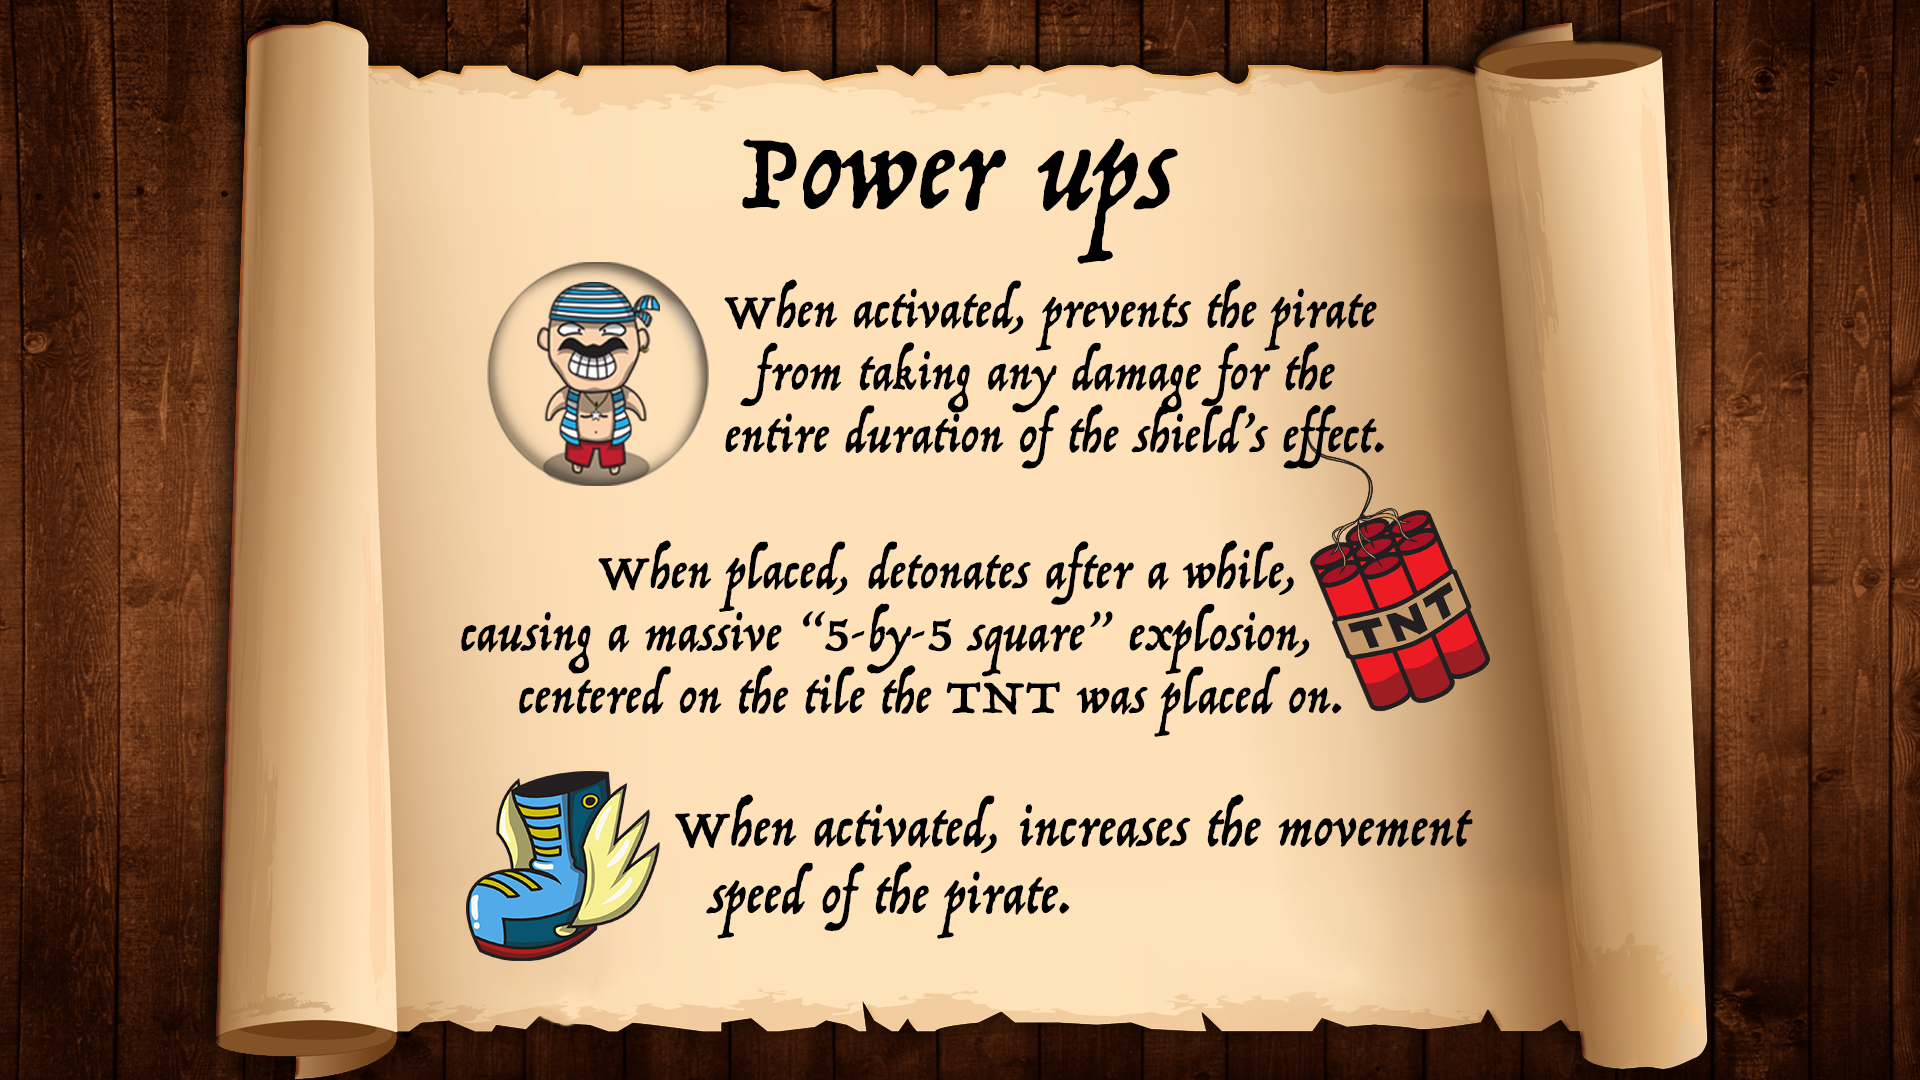 Power ups
When activated, prevents the pirate
from taking any damage for the
entire duration of the shield's effect.
When placed, detonates after a while,
causing a massive “5-by-5 square” explosion,
centered on the tile the TNT was placed on.
TNT
When activated, increases the movement
speed of the pirate.